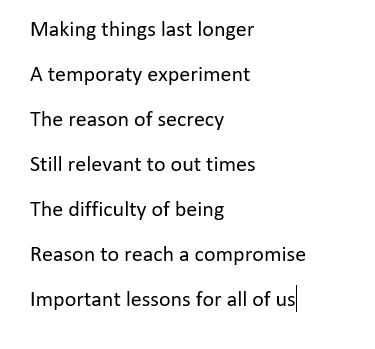 Making things last longer
A temporaty experiment
The reason of secrecy
Still relevant to out times
The difficulty of being
Reason to reach a compromise
Important lessons for all of us